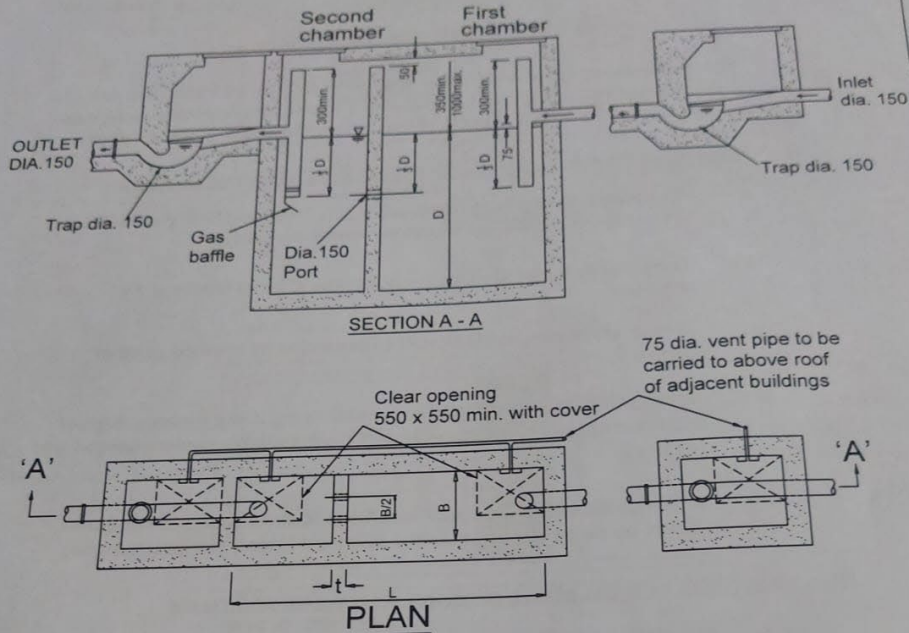 Second
chamber
First
chamber
300min.
50
350min.
1000max.
300min.
Inlet
dia. 150
OUTLET
DIA.150
Trap dia. 150
Trap dia. 150
D
75
D
D
D
Gas
baffle
Dia.150
Port
SECTION A - A
75 dia. vent pipe to be
carried to above roof
of adjacent buildings
Clear opening
550 x 550 min. with cover
'A'
'A'
B/2
B
t
L
PLAN